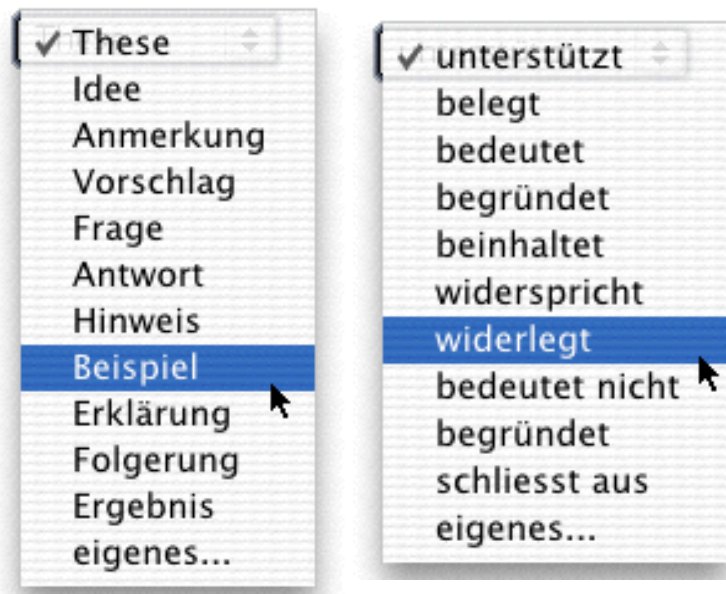 These
Idee
Anmerkung
Vorschlag
Frage
Antwort
Hinweis
Beispiel
Erklärung
Folgerung
Ergebnis
eigenes...
unterstützt
belegt
bedeutet
begründet
beinhaltet
widerspricht
widerlegt
bedeutet nicht
begründet
schliesst aus
eigenes...